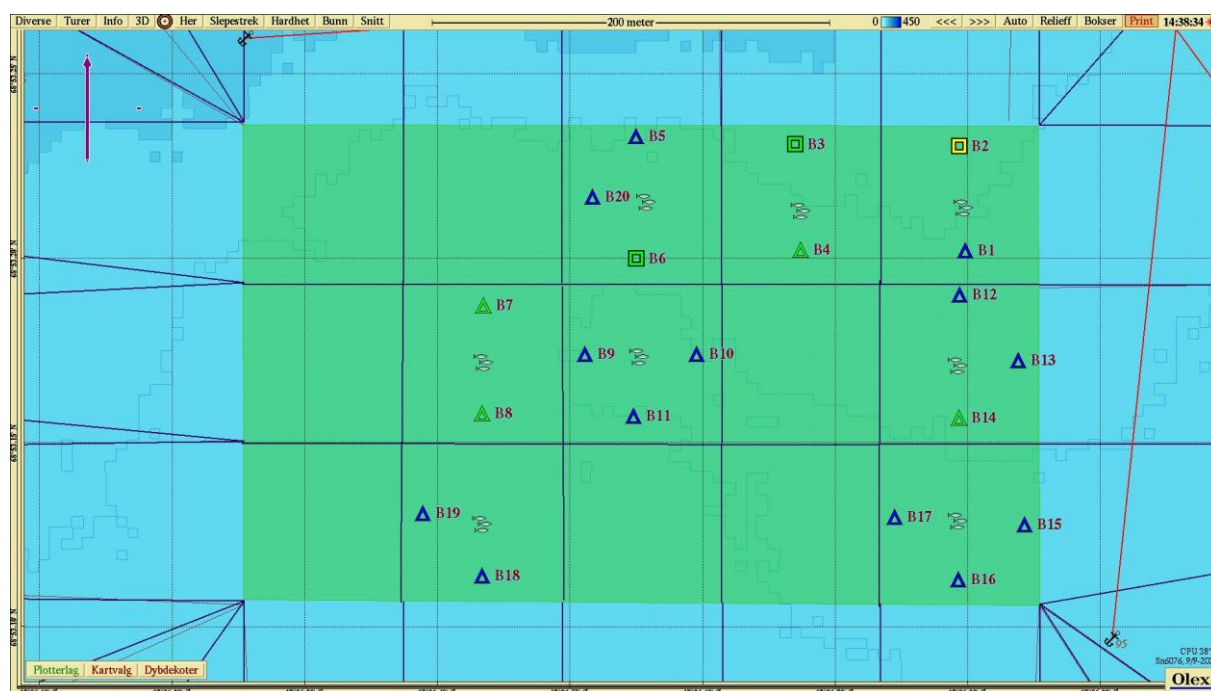 Diverse Turer Info 3D Her Slepestrek Hardhet Bunn Snitt 200 meter 0 450 <<< >>> Auto Relieff Bokser Print 14:38:34
B5 B3 B2
B20
B6 B4 B1
B7 B12
B9 B10 B13
B8 B11 B14
B19 B17 B15
B18 B16
95
Plotterlag Kartvalg Dybdekoter
Olex